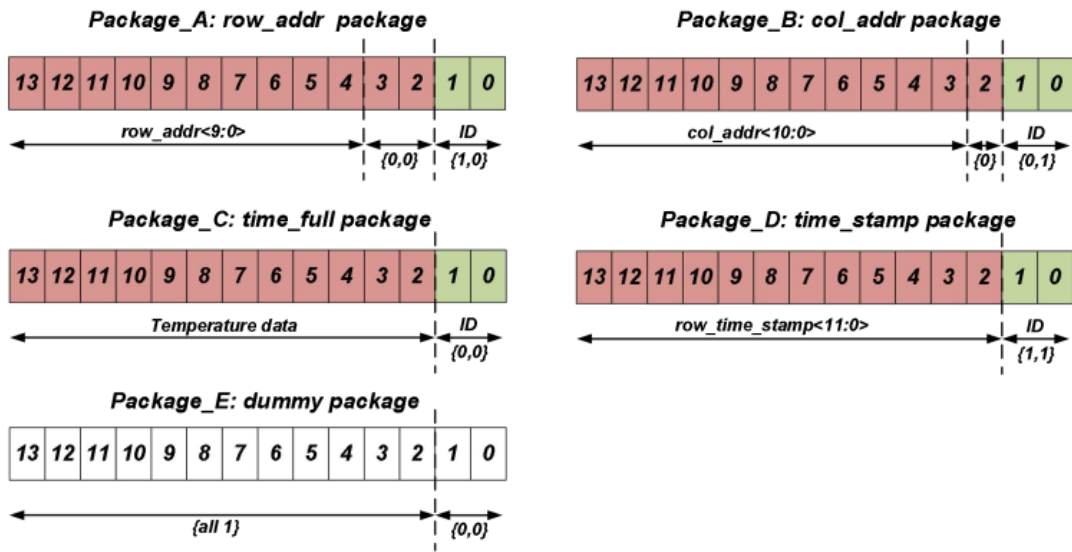 Package_A: row_addr package
13 12 11 10 9 8 7 6 5 4 3 2 1 0
row_addr<9:0>
{0,0}
ID
{1,0}
Package_B: col_addr package
13 12 11 10 9 8 7 6 5 4 3 2 1 0
col_addr<10:0>
{0}
ID
{0,1}
Package_C: time_full package
13 12 11 10 9 8 7 6 5 4 3 2 1 0
Temperature data
ID
{0,0}
Package_D: time_stamp package
13 12 11 10 9 8 7 6 5 4 3 2 1 0
row_time_stamp<11:0>
ID
{1,1}
Package_E: dummy package
13 12 11 10 9 8 7 6 5 4 3 2 1 0
{all 1}
{0,0}